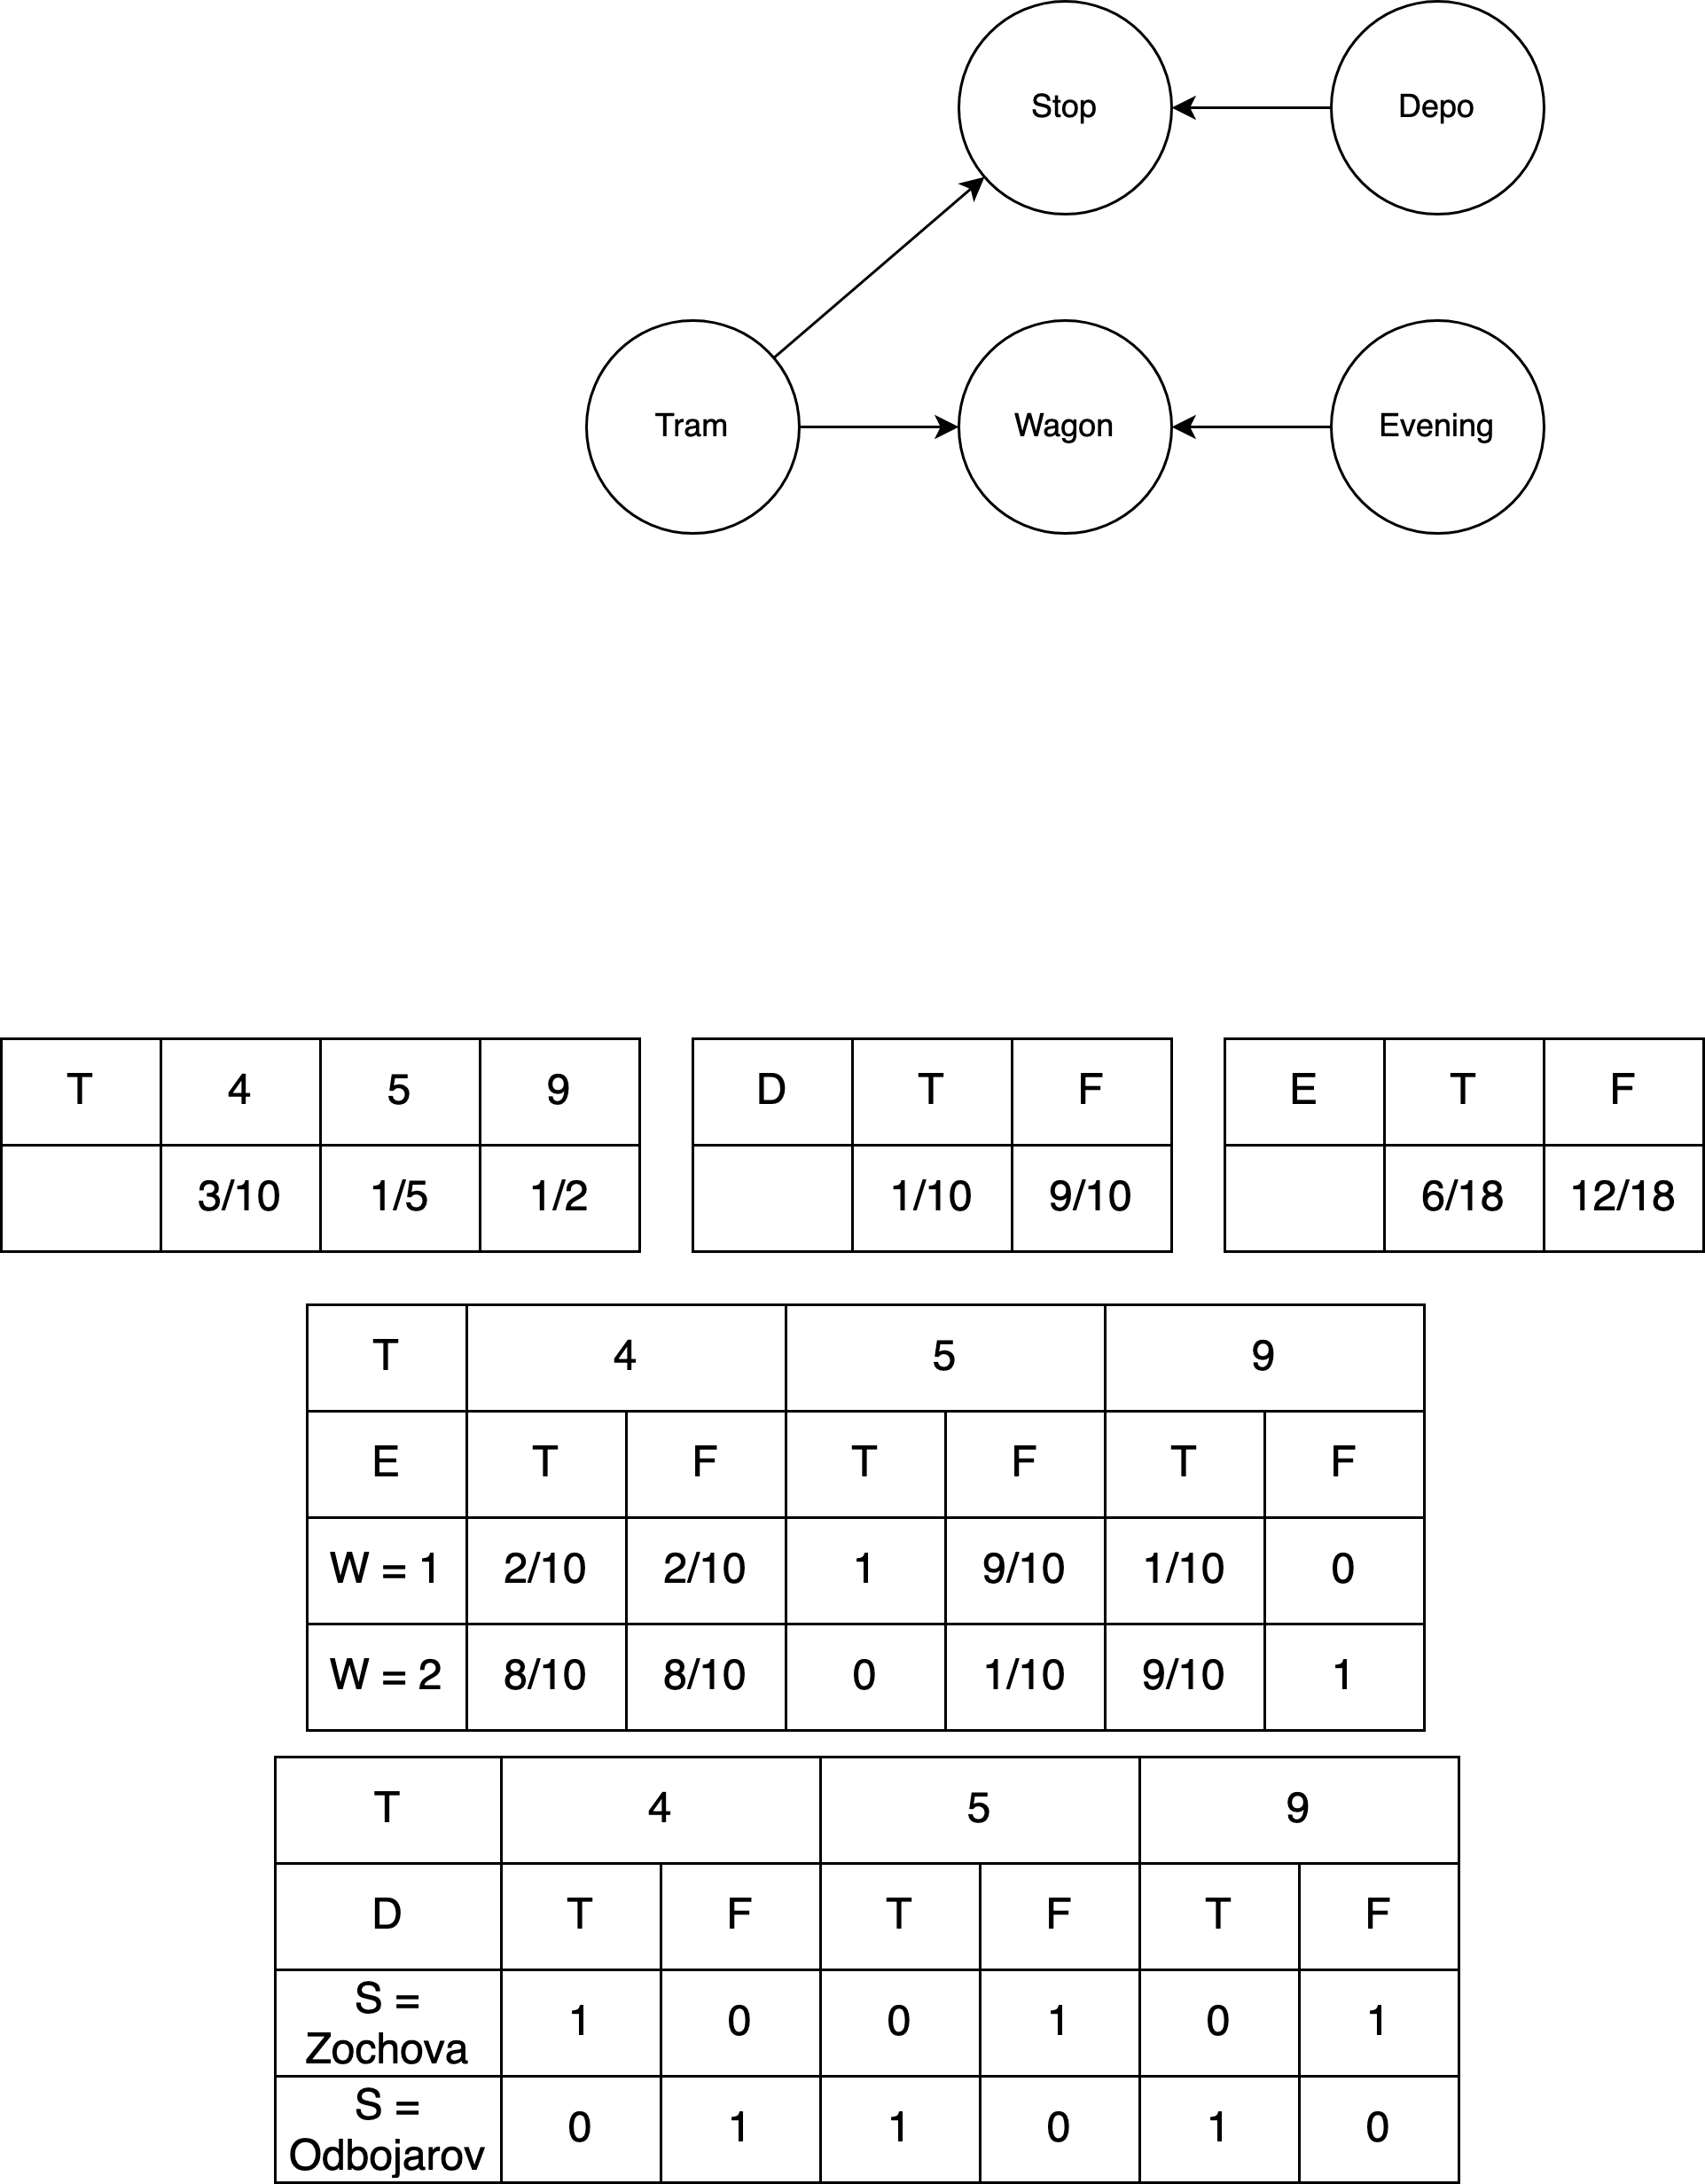 Stop
Depo
Tram
Wagon
Evening
T 4 5 9
3/10 1/5 1/2
D T F
1/10 9/10
E T F
6/18 12/18
T 4 5 9
E T F T F T F
W = 1 2/10 2/10 1 9/10 1/10 0
W = 2 8/10 8/10 0 1/10 9/10 1
T 4 5 9
D T F T F T F
S =
Zochova 1 0 0 1 0 1
S =
Odbojarov 0 1 1 0 1 0